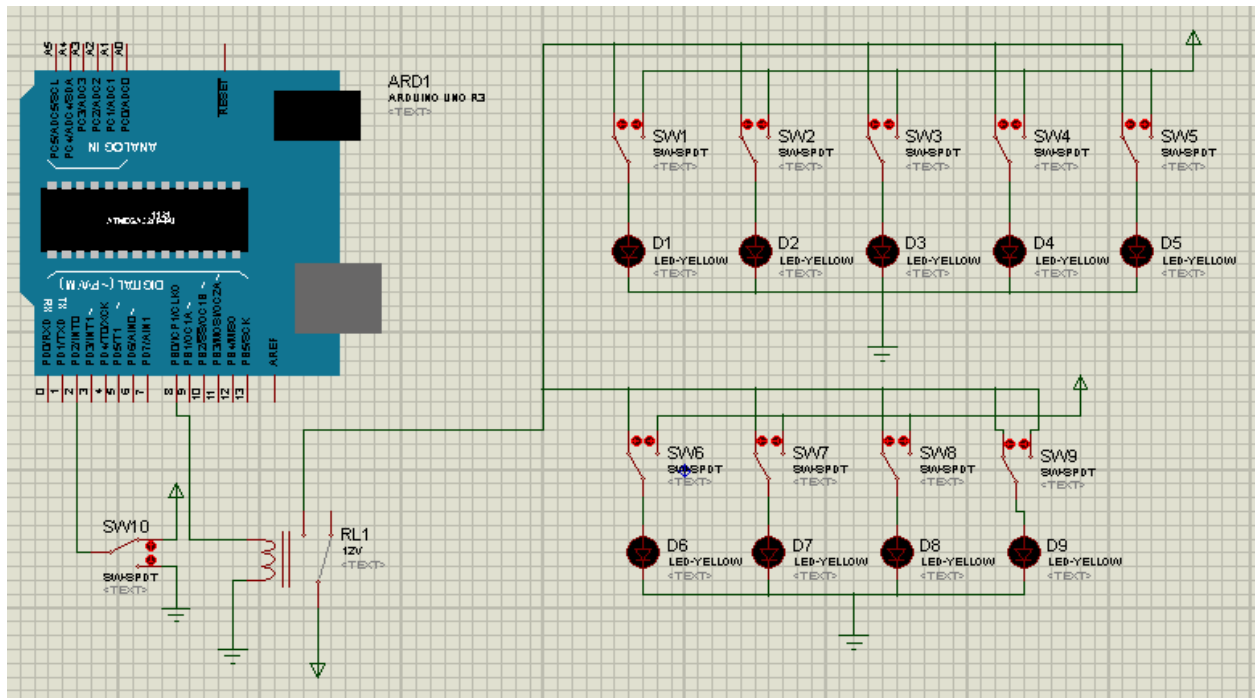 A5 A4 A3 A2 A1 A0
PC5/ADC5/SCL
PC4/ADC4/SDA
PC3/ADC3
PC2/ADC2
PC1/ADC1
PC0/ADC0
RESET
ANALOG IN
ARD1
ARDUINO UNO R3
<TEXT>
DIGITAL (~PWM)
RX
TX
PD0/RXD
PD1/TXD
PD2/INT0
PD3/INT1
PD4/T0/XCK
PD5/T1
PD6/AIN0
PD7/AIN1
PB0/ICP1/CLKO
PB1/OC1A
PB2/SS/OC1B
PB3/MOSI/OC2A
PB4/MISO
PB5/SCK
AREF
0 1 2 3 4 5 6 7 8 9 10 11 12 13
SW1
SW-SPDT
<TEXT>
SW2
SW-SPDT
<TEXT>
SW3
SW-SPDT
<TEXT>
SW4
SW-SPDT
<TEXT>
SW5
SW-SPDT
<TEXT>
D1
LED-YELLOW
<TEXT>
D2
LED-YELLOW
<TEXT>
D3
LED-YELLOW
<TEXT>
D4
LED-YELLOW
<TEXT>
D5
LED-YELLOW
<TEXT>
SW6
SW-SPDT
<TEXT>
SW7
SW-SPDT
<TEXT>
SW8
SW-SPDT
<TEXT>
SW9
SW-SPDT
<TEXT>
SW10
SW-SPDT
<TEXT>
RL1
12V
<TEXT>
D6
LED-YELLOW
<TEXT>
D7
LED-YELLOW
<TEXT>
D8
LED-YELLOW
<TEXT>
D9
LED-YELLOW
<TEXT>